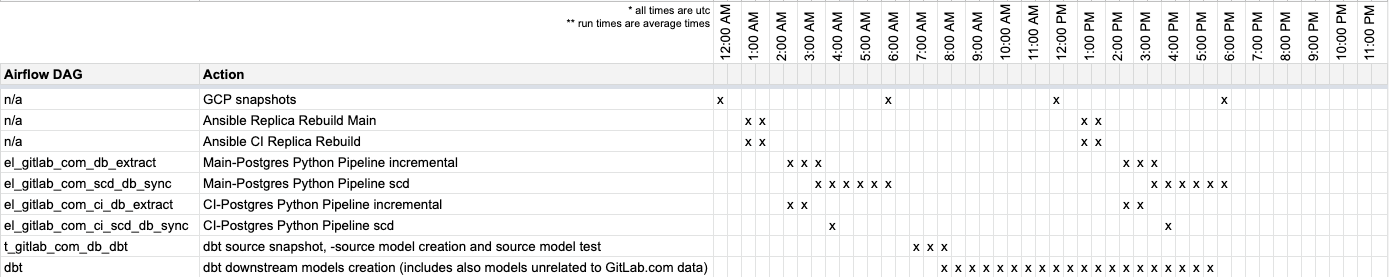 * all times are utc
** run times are average times
12:00 AM 1:00 AM 2:00 AM 3:00 AM 4:00 AM 5:00 AM 6:00 AM 7:00 AM 8:00 AM 9:00 AM 10:00 AM 11:00 AM 12:00 PM 1:00 PM 2:00 PM 3:00 PM 4:00 PM 5:00 PM 6:00 PM 7:00 PM 8:00 PM 9:00 PM 10:00 PM 11:00 PM
Airflow DAG Action
n/a GCP snapshots x x x x
n/a Ansible Replica Rebuild Main x x x x
n/a Ansible CI Replica Rebuild x x x x
el_gitlab_com_db_extract Main-Postgres Python Pipeline incremental x x x x x x
el_gitlab_com_scd_db_sync Main-Postgres Python Pipeline scd x x x x x x x x x x x x
el_gitlab_com_ci_db_extract CI-Postgres Python Pipeline incremental x x x x
el_gitlab_com_ci_scd_db_sync CI-Postgres Python Pipeline scd x x
t_gitlab_com_db_dbt dbt source snapshot, -source model creation and source model test x x x
dbt dbt downstream models creation (includes also models unrelated to GitLab.com data) x x x x x x x x x x x x x x x x x x x x